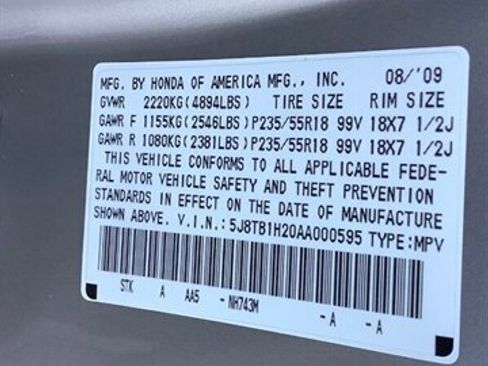 MFG. BY HONDA OF AMERICA MFG., INC. 08/'09
GVWR 2220KG(4894LBS) TIRE SIZE RIM SIZE
GAWR F 1155KG(2546LBS)P235/55R18 99V 18X7 1/2J
GAWR R 1080KG(2381LBS)P235/55R18 99V 18X7 1/2J
THIS VEHICLE CONFORMS TO ALL APPLICABLE FEDE-
RAL MOTOR VEHICLE SAFETY AND THEFT PREVENTION
STANDARDS IN EFFECT ON THE DATE OF MANUFACTURE
SHOWN ABOVE. V.I.N.:5J8TB1H20AA000595 TYPE:MPV
STK A AA5 - NH743M - A - A